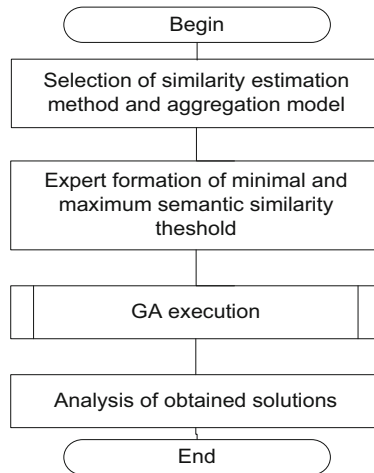 Begin
Selection of similarity estimation
method and aggregation model
Expert formation of minimal and
maximum semantic similarity
theshold
GA execution
Analysis of obtained solutions
End